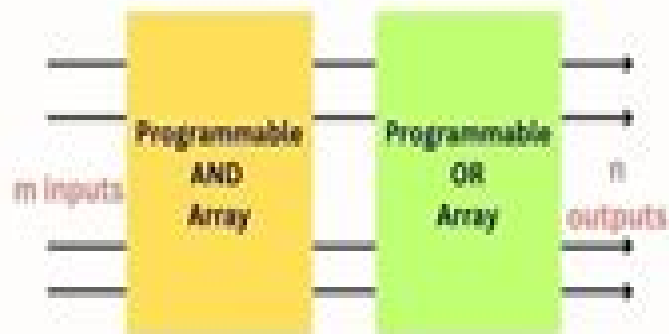 Programmable
AND
Array
Programmable
OR
Array
m inputs
n
outputs